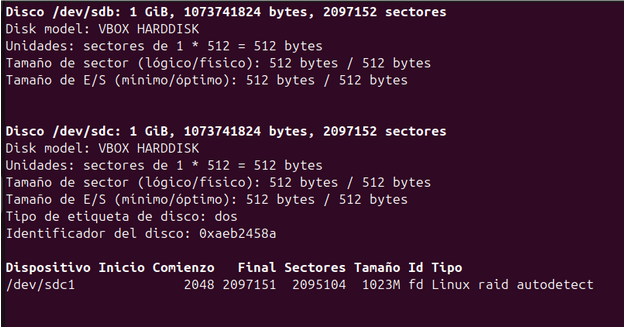 Disco /dev/sdb: 1 GiB, 1073741824 bytes, 2097152 sectores
Disk model: VBOX HARDDISK
Unidades: sectores de 1 * 512 = 512 bytes
Tamaño de sector (lógico/físico): 512 bytes / 512 bytes
Tamaño de E/S (mínimo/óptimo): 512 bytes / 512 bytes
Disco /dev/sdc: 1 GiB, 1073741824 bytes, 2097152 sectores
Disk model: VBOX HARDDISK
Unidades: sectores de 1 * 512 = 512 bytes
Tamaño de sector (lógico/físico): 512 bytes / 512 bytes
Tamaño de E/S (mínimo/óptimo): 512 bytes / 512 bytes
Tipo de etiqueta de disco: dos
Identificador del disco: 0xaeb2458a
Dispositivo Inicio Comienzo   Final Sectores Tamaño Id Tipo
/dev/sdc1              2048 2097151  2095104  1023M fd Linux raid autodetect